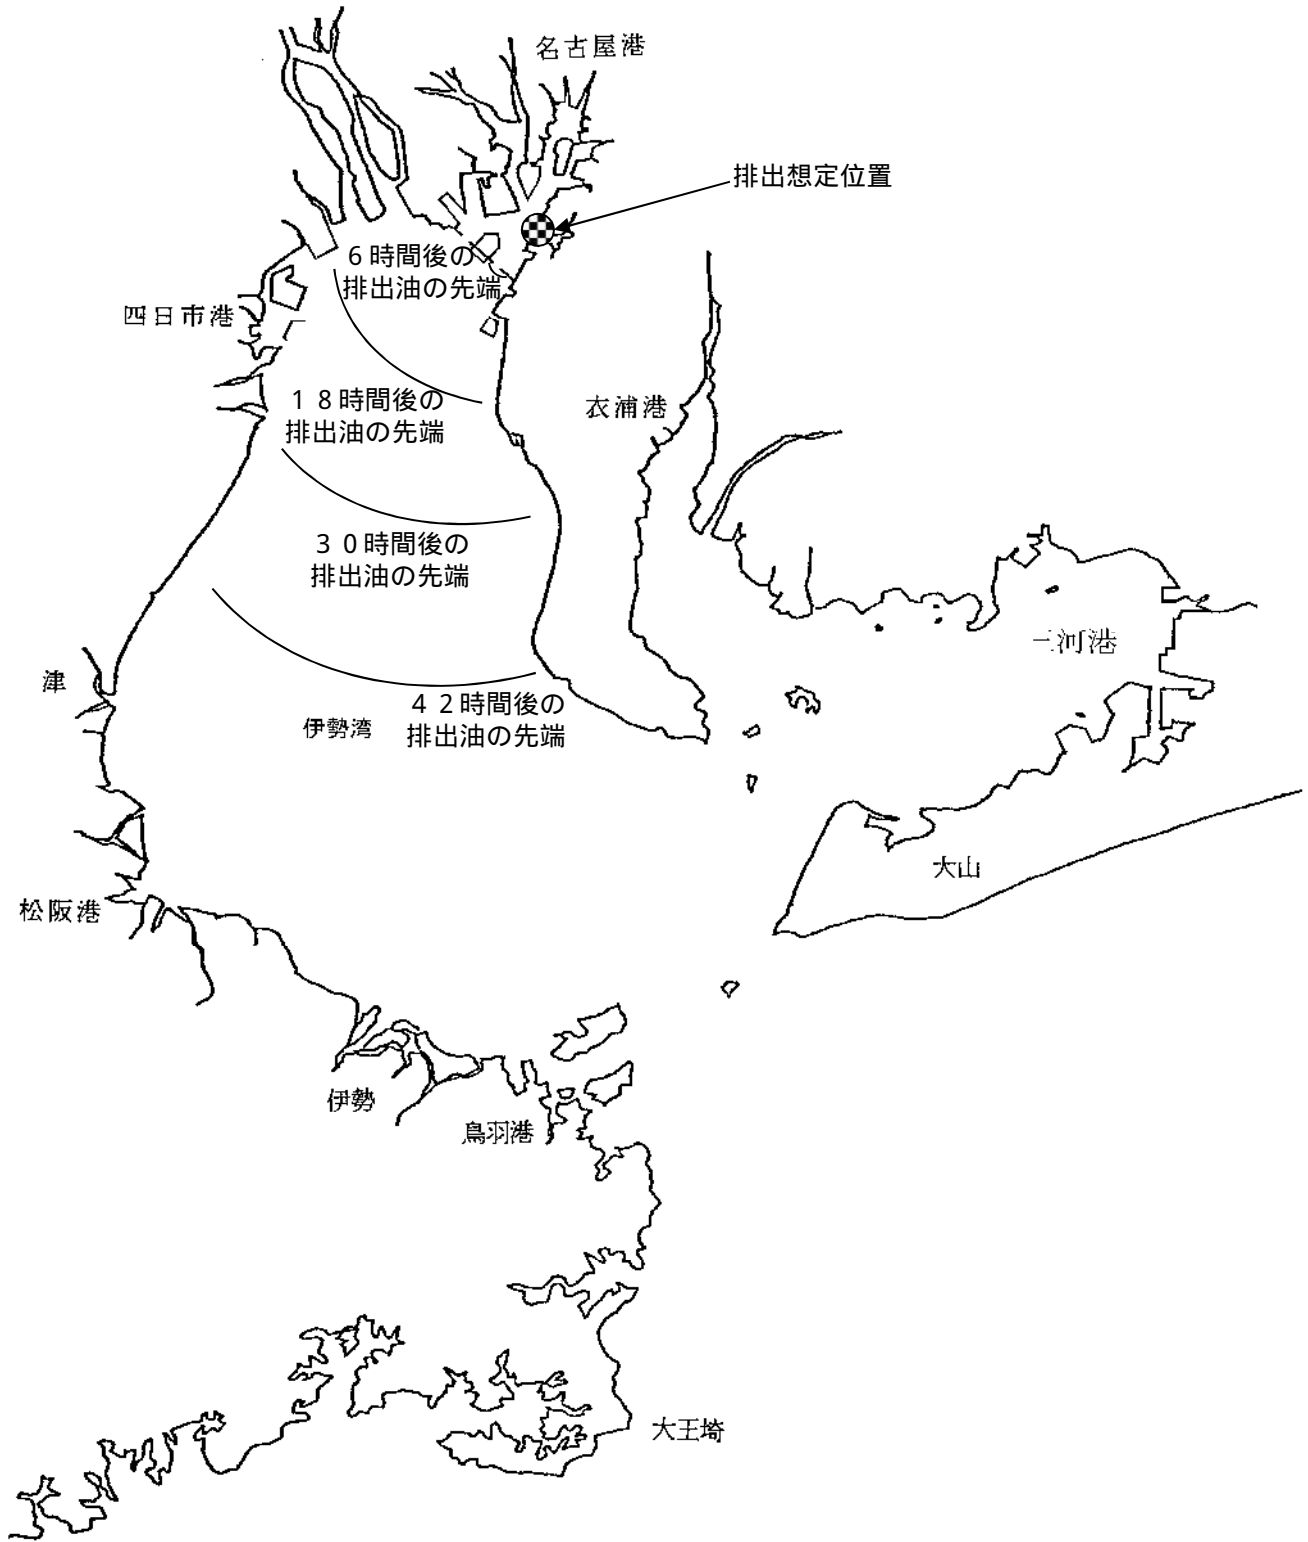 名古屋港
排出想定位置
6時間後の
排出油の先端
四日市港
18時間後の
排出油の先端
衣浦港
30時間後の
排出油の先端
三河港
津
42時間後の
排出油の先端
伊勢湾
大山
松阪港
伊勢
鳥羽港
大王埼